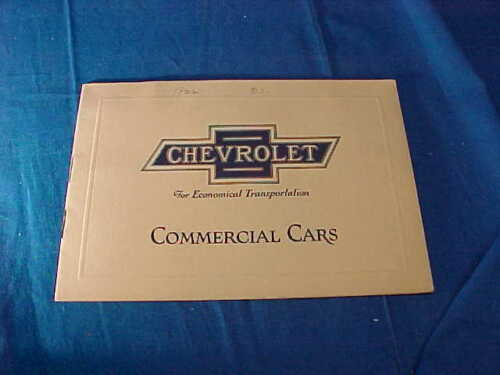 CHEVROLET
For Economical Transportation
COMMERCIAL CARS